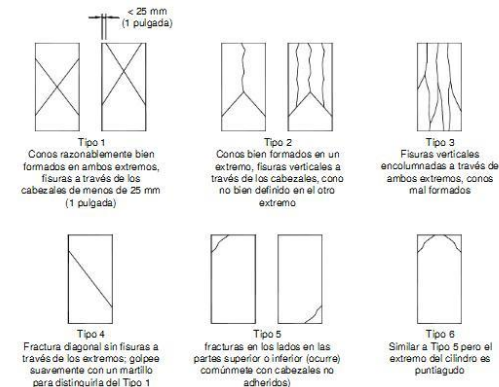 < 25 mm
(1 pulgada)
Tipo 1
Conos razonablemente bien
formados en ambos extremos,
fisuras a través de los
cabezales de menos de 25 mm
(1 pulgada)
Tipo 2
Conos bien formados en un
extremo, fisuras verticales a
través de los cabezales, cono
no bien definido en el otro
extremo
Tipo 3
Fisuras verticales
encolumnadas a través de
ambos extremos, conos
mal formados
Tipo 4
Fractura diagonal sin fisuras a
través de los extremos; golpee
suavemente con un martillo
para distinguirla del Tipo 1
Tipo 5
fracturas en los lados en las
partes superior o inferior (ocurre)
comúnmete con cabezales no
adheridos)
Tipo 6
Similar a Tipo 5 pero el
extremo del cilindro es
puntiagudo